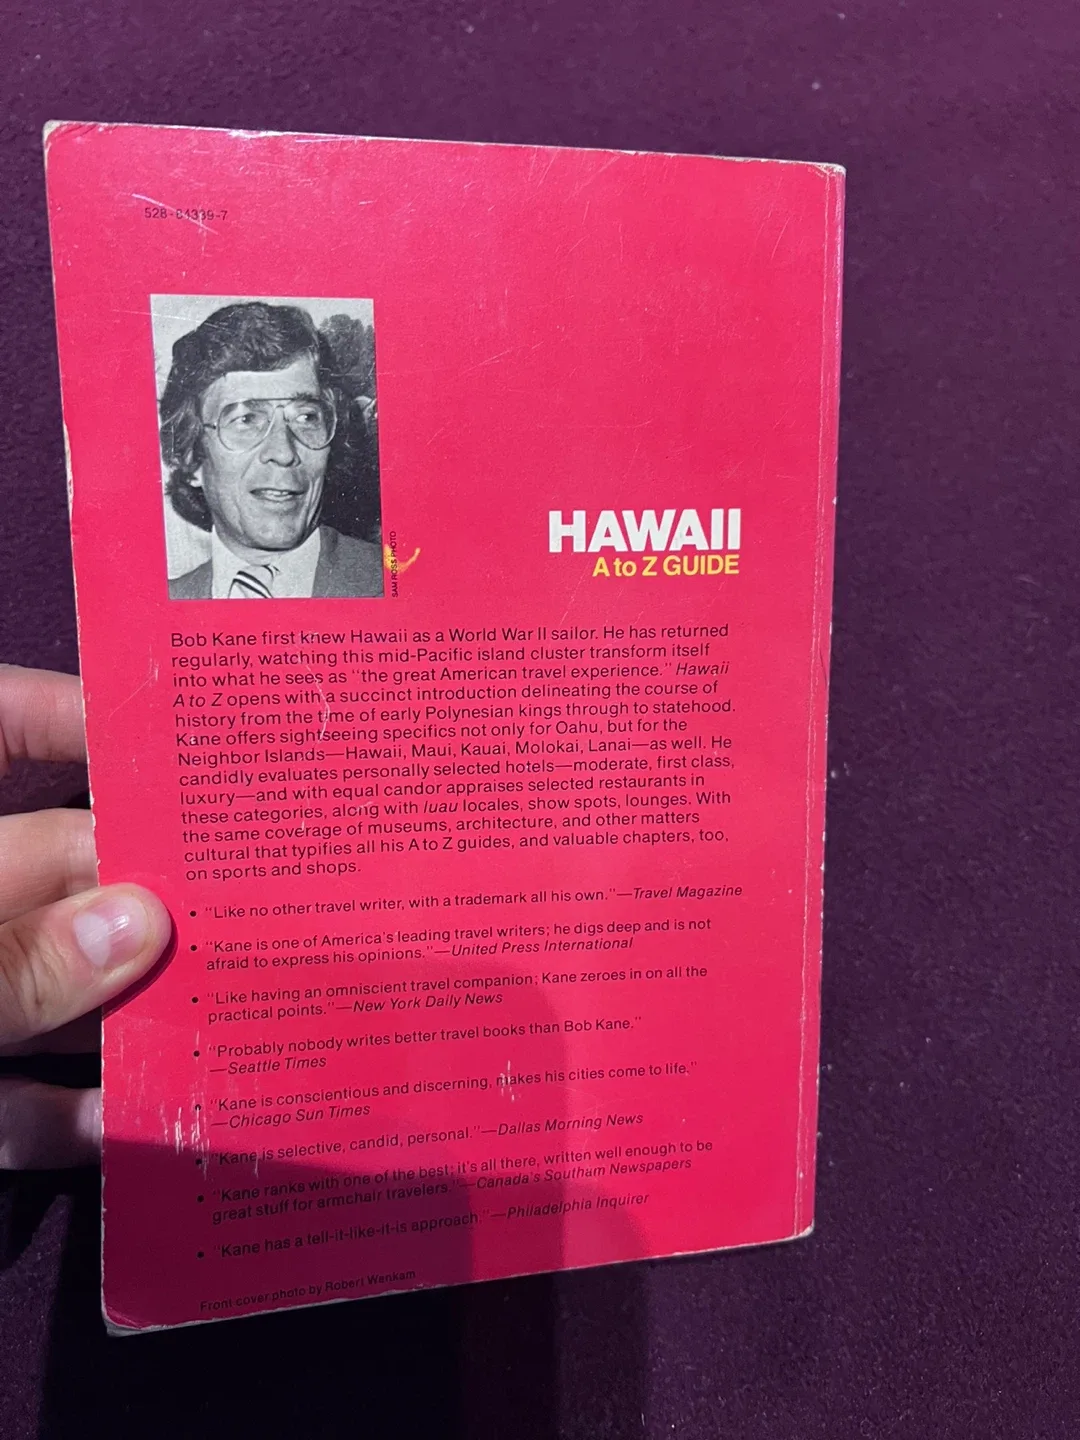 528-84339-7
SAM ROSS PHOTO
HAWAII
A to Z GUIDE
Bob Kane first knew Hawaii as a World War II sailor. He has returned
regularly, watching this mid-Pacific island cluster transform itself
into what he sees as "the great American travel experience." Hawaii
A to Z opens with a succinct introduction delineating the course of
history from the time of early Polynesian kings through to statehood.
Kane offers sightseeing specifics not only for Oahu, but for the
Neighbor Islands—Hawaii, Maui, Kauai, Molokai, Lanai—as well. He
candidly evaluates personally selected hotels—moderate, first class,
luxury—and with equal candor appraises selected restaurants in
these categories, along with luau locales, show spots, lounges. With
the same coverage of museums, architecture, and other matters
cultural that typifies all his A to Z guides, and valuable chapters, too,
on sports and shops.
• "Like no other travel writer, with a trademark all his own."—Travel Magazine
• "Kane is one of America's leading travel writers; he digs deep and is not
afraid to express his opinions."—United Press International
• "Like having an omniscient travel companion; Kane zeroes in on all the
practical points."—New York Daily News
• "Probably nobody writes better travel books than Bob Kane."
—Seattle Times
• "Kane is conscientious and discerning, makes his cities come to life."
—Chicago Sun Times
• "Kane is selective, candid, personal."—Dallas Morning News
• "Kane ranks with one of the best; it's all there, written well enough to be
great stuff for armchair travelers."—Canada's Southam Newspapers
• "Kane has a tell-it-like-it-is approach."—Philadelphia Inquirer
Front cover photo by Robert Wenkam